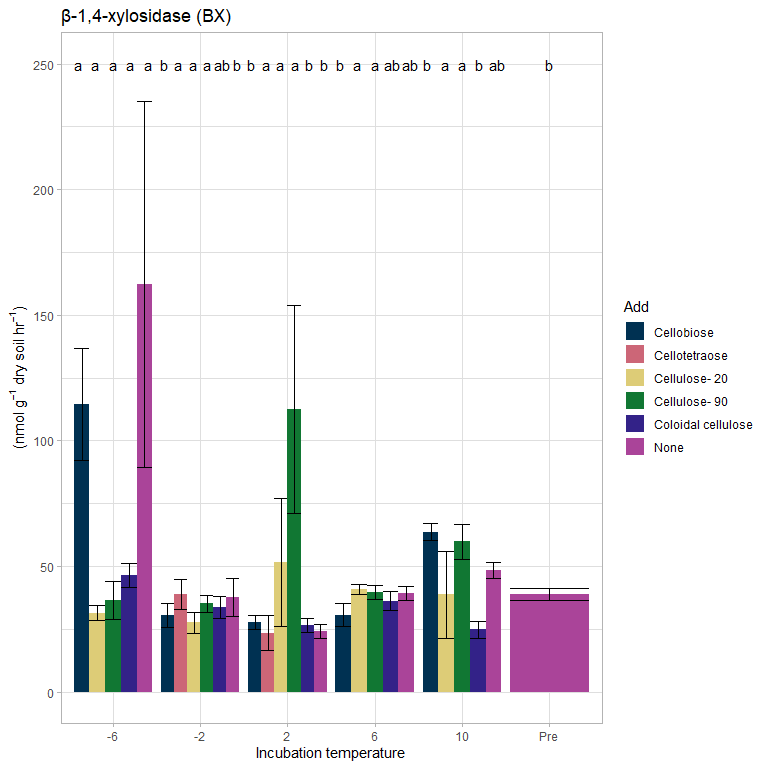 β-1,4-xylosidase (BX)
250
a a a a a b a a a ab b b a a a b b b a a ab ab b a a b ab b
200
150
100
50
0
(nmol g⁻¹ dry soil hr⁻¹)
-6 -2 2 6 10 Pre
Incubation temperature
Add
Cellobiose
Cellotetraose
Cellulose- 20
Cellulose- 90
Coloidal cellulose
None